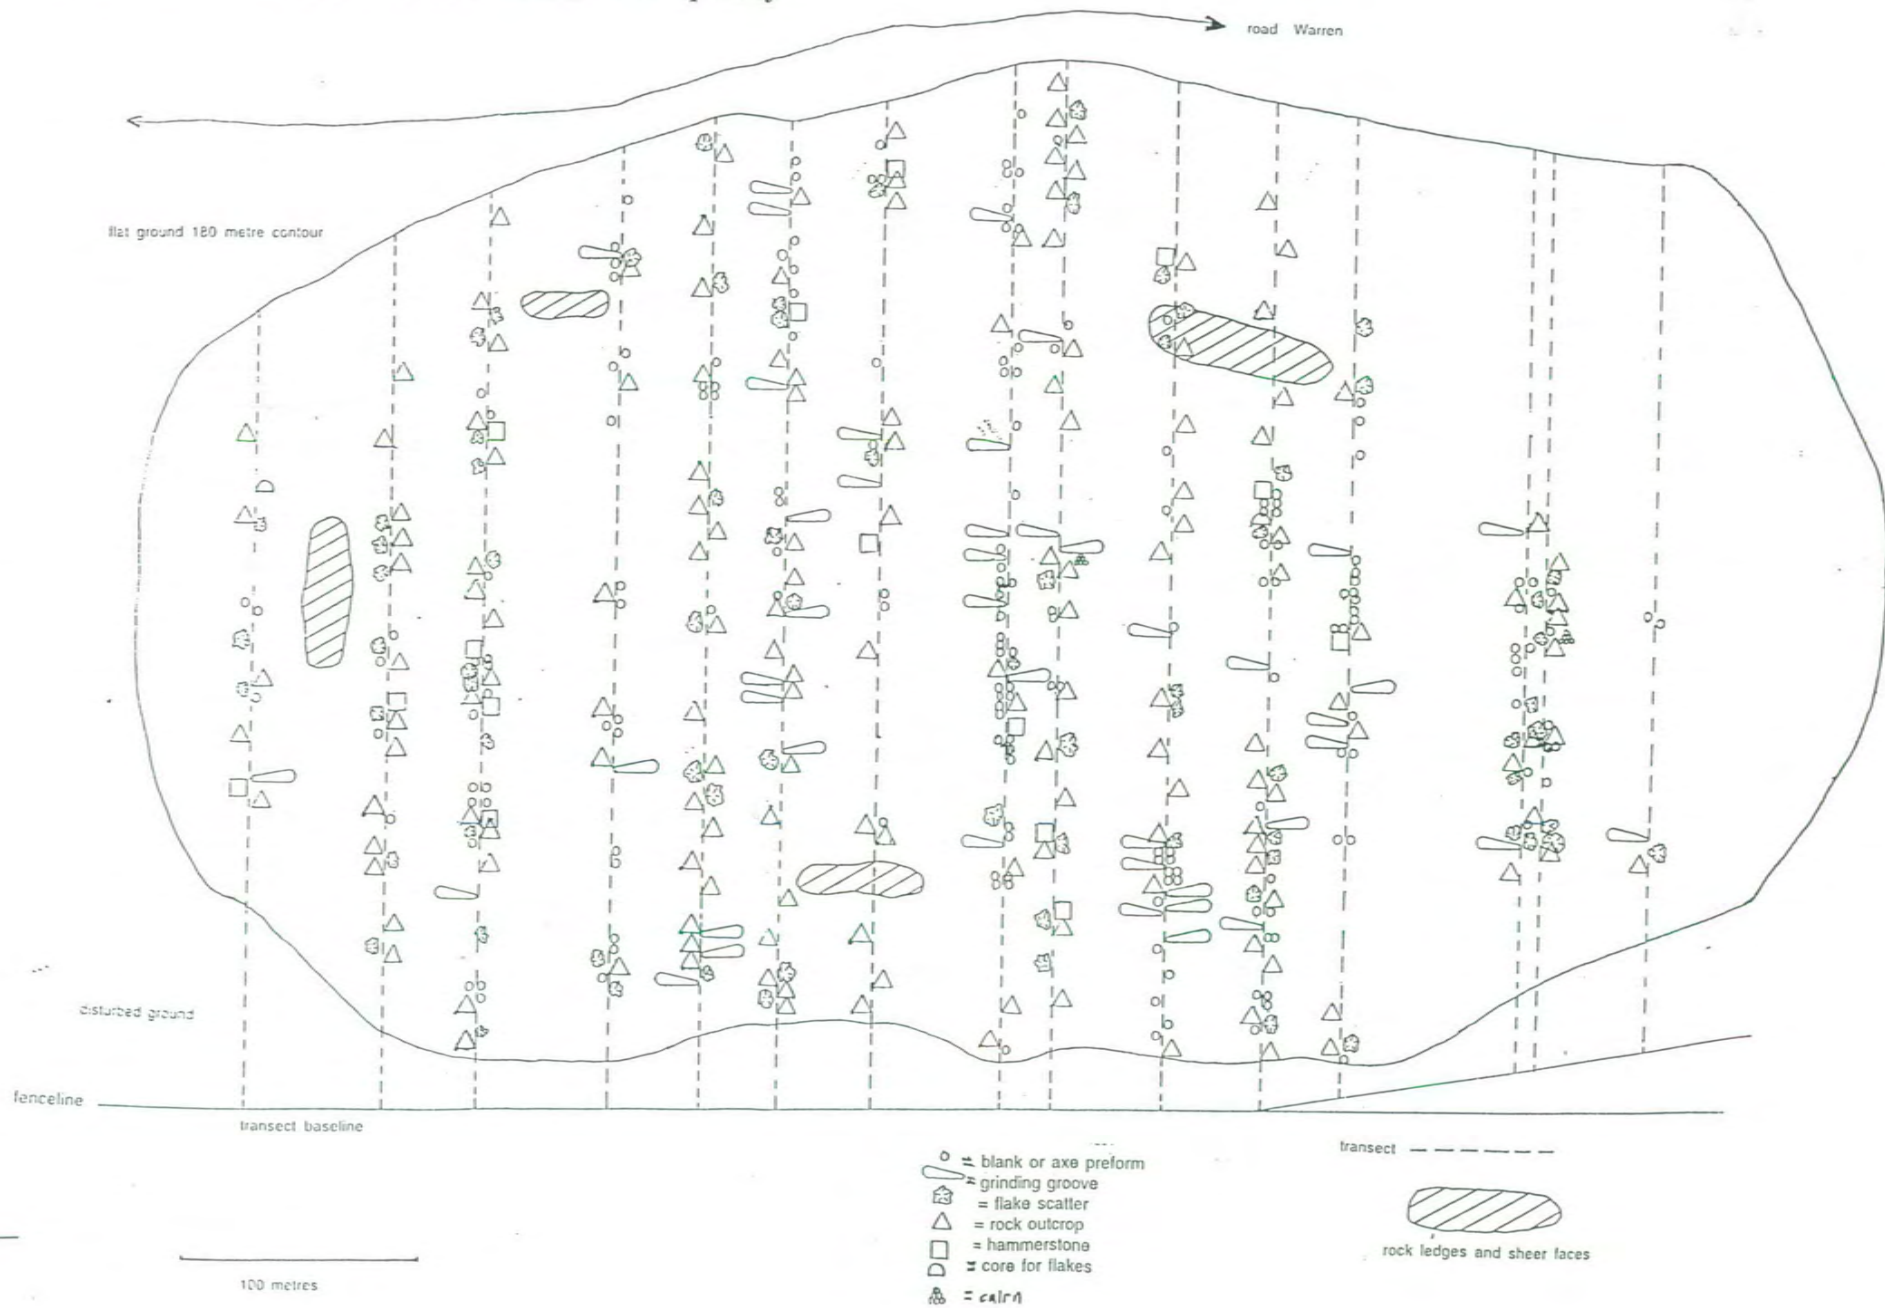 road Warren
flat ground 180 metre contour
disturbed ground
fenceline
transect baseline
transect
= blank or axe preform
= grinding groove
= flake scatter
= rock outcrop
= hammerstone
= core for flakes
= cairn
rock ledges and sheer faces
100 metres